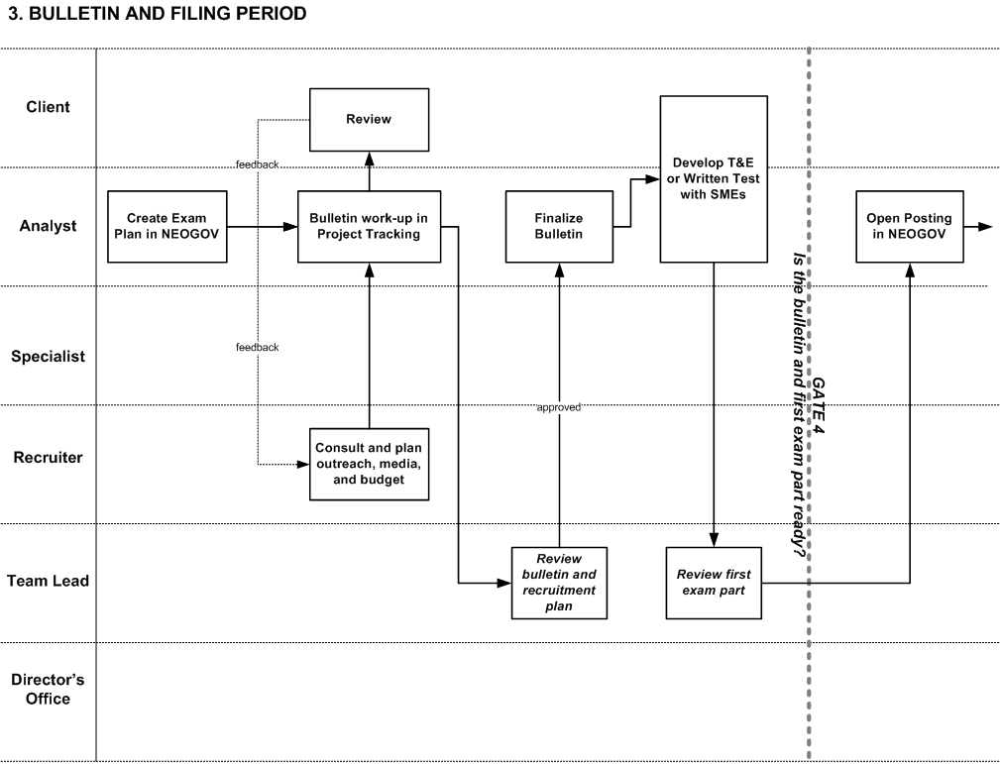 3. BULLETIN AND FILING PERIOD
Client
Review
feedback
Develop T&E
or Written Test
with SMEs
Analyst
Create Exam
Plan in NEOGOV
Bulletin work-up in
Project Tracking
Finalize
Bulletin
Open Posting
in NEOGOV
Specialist
feedback
approved
GATE 4
Is the bulletin and first exam part ready?
Recruiter
Consult and plan
outreach, media,
and budget
Team Lead
Review
bulletin and
recruitment
plan
Review first
exam part
Director's
Office